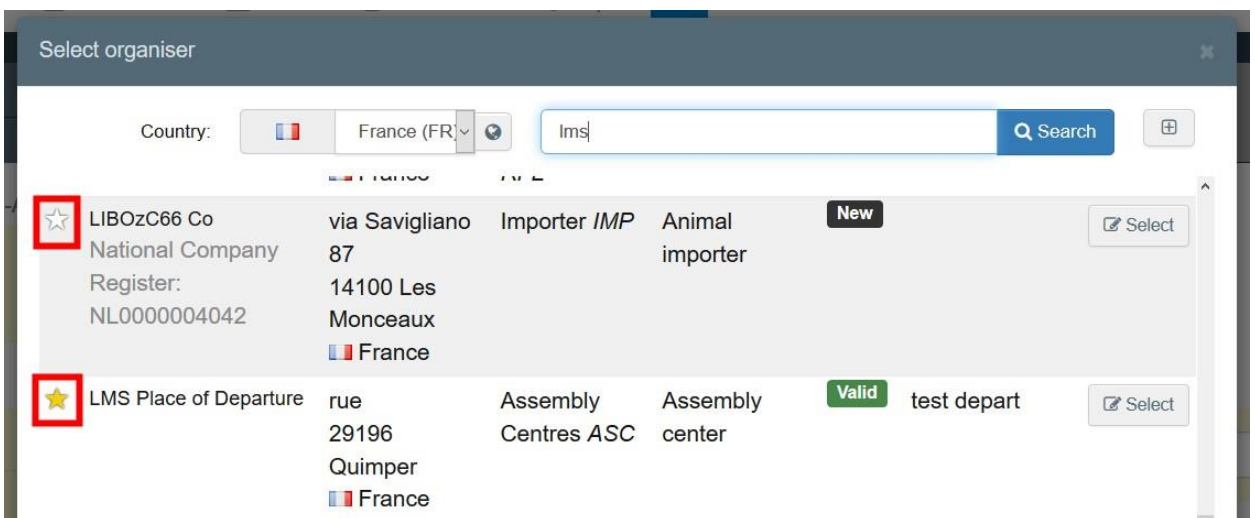 Select organiser
Country: France (FR) lms Search
LIBOzC66 Co
National Company
Register:
NL0000004042
via Savigliano
87
14100 Les
Monceaux
France
Importer IMP
Animal
importer
New
Select
LMS Place of Departure
rue
29196
Quimper
France
Assembly
Centres ASC
Assembly
center
Valid
test depart
Select